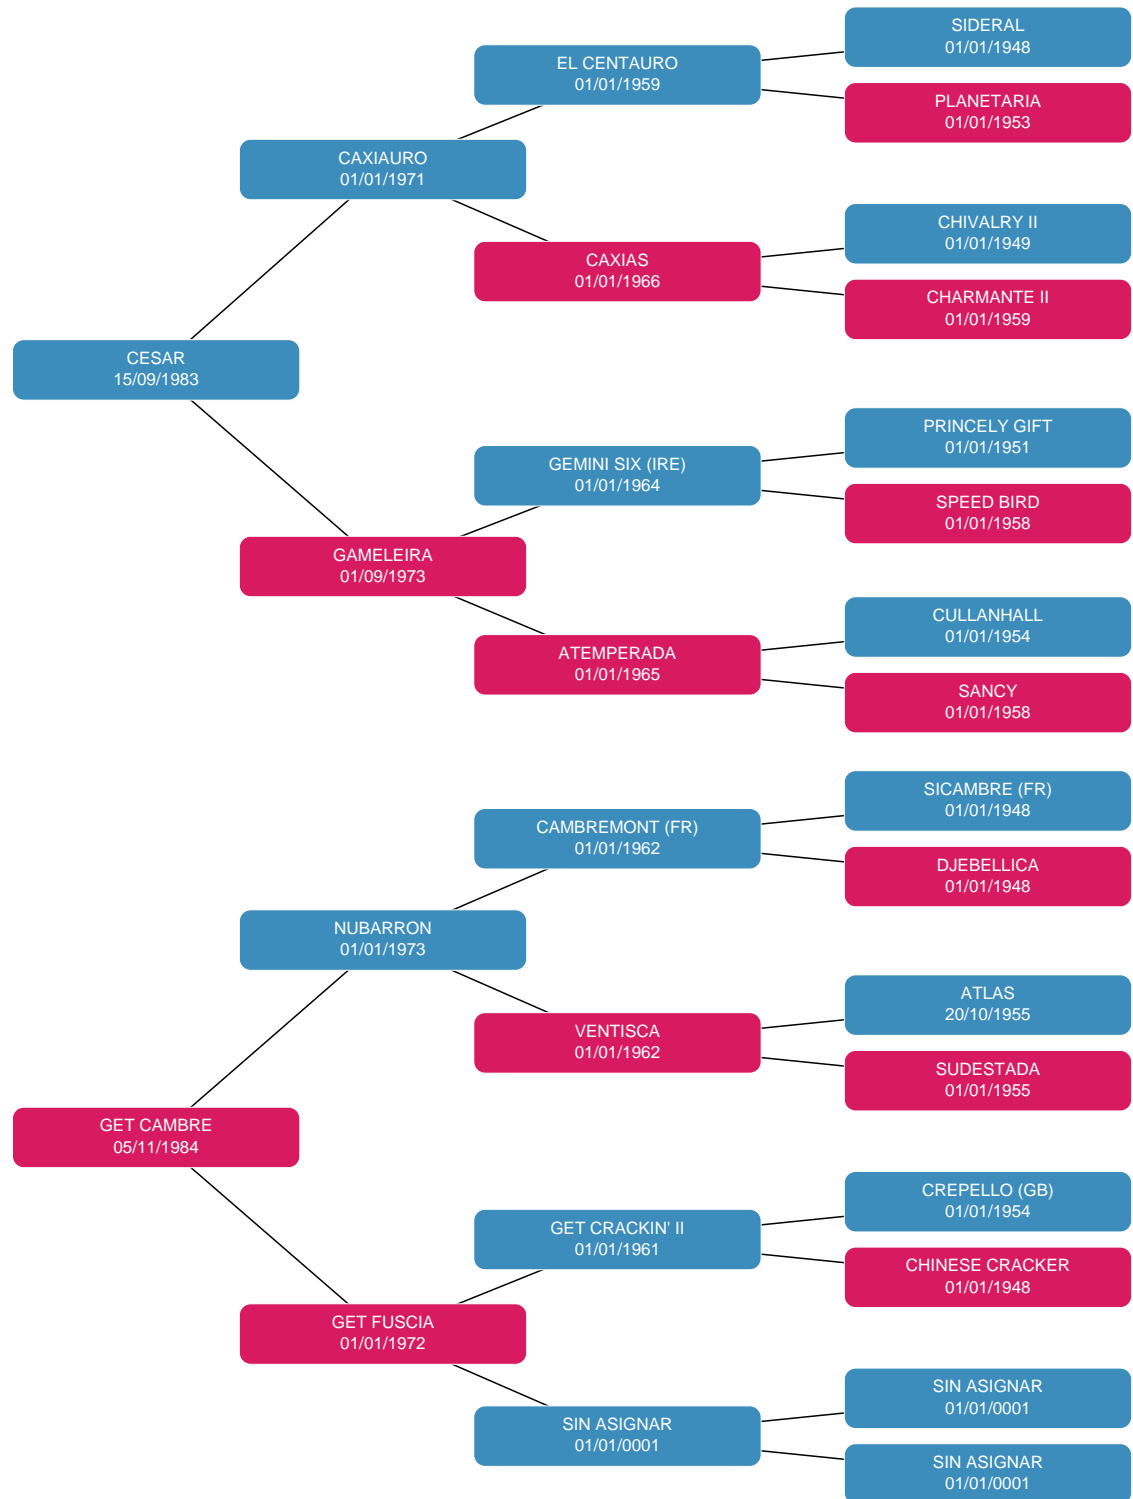 SIDERAL
01/01/1948
EL CENTAURO
01/01/1959
PLANETARIA
01/01/1953
CAXIAURO
01/01/1971
CHIVALRY II
01/01/1949
CAXIAS
01/01/1966
CHARMANTE II
01/01/1959
CESAR
15/09/1983
PRINCELY GIFT
01/01/1951
GEMINI SIX (IRE)
01/01/1964
SPEED BIRD
01/01/1958
GAMELEIRA
01/09/1973
CULLANHALL
01/01/1954
ATEMPERADA
01/01/1965
SANCY
01/01/1958
SICAMBRE (FR)
01/01/1948
CAMBREMONT (FR)
01/01/1962
DJEBELLICA
01/01/1948
NUBARRON
01/01/1973
ATLAS
20/10/1955
VENTISCA
01/01/1962
SUDESTADA
01/01/1955
GET CAMBRE
05/11/1984
CREPELLO (GB)
01/01/1954
GET CRACKIN' II
01/01/1961
CHINESE CRACKER
01/01/1948
GET FUSCIA
01/01/1972
SIN ASIGNAR
01/01/0001
SIN ASIGNAR
01/01/0001
SIN ASIGNAR
01/01/0001